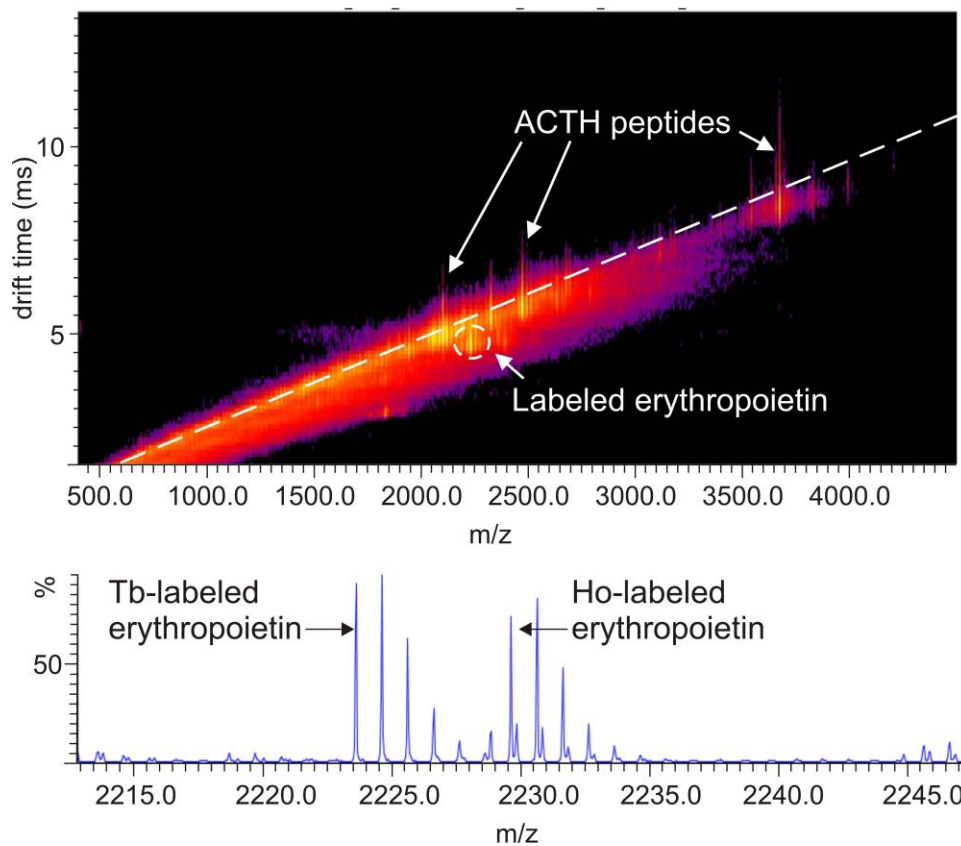 ACTH peptides
10
drift time (ms)
5
Labeled erythropoietin
500.0 1000.0 1500.0 2000.0 2500.0 3000.0 3500.0 4000.0
m/z
%
Tb-labeled
erythropoietin
Ho-labeled
erythropoietin
50
2215.0 2220.0 2225.0 2230.0 2235.0 2240.0 2245.0
m/z